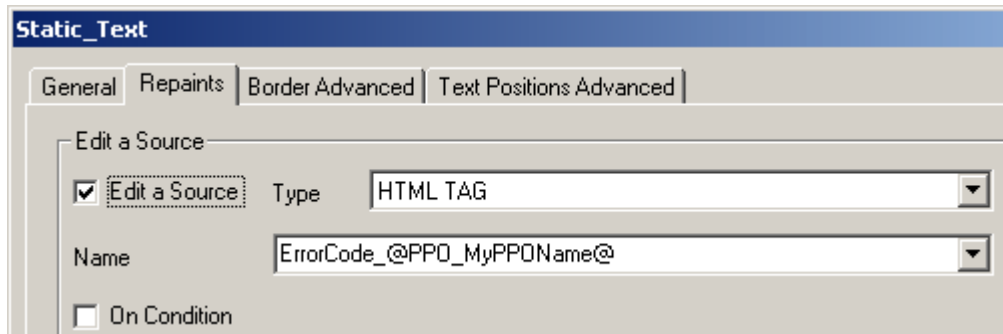 Static_Text
General Repaints Border Advanced Text Positions Advanced
Edit a Source
Edit a Source Type HTML TAG
Name ErrorCode_@PPO_MyPPOName@
On Condition